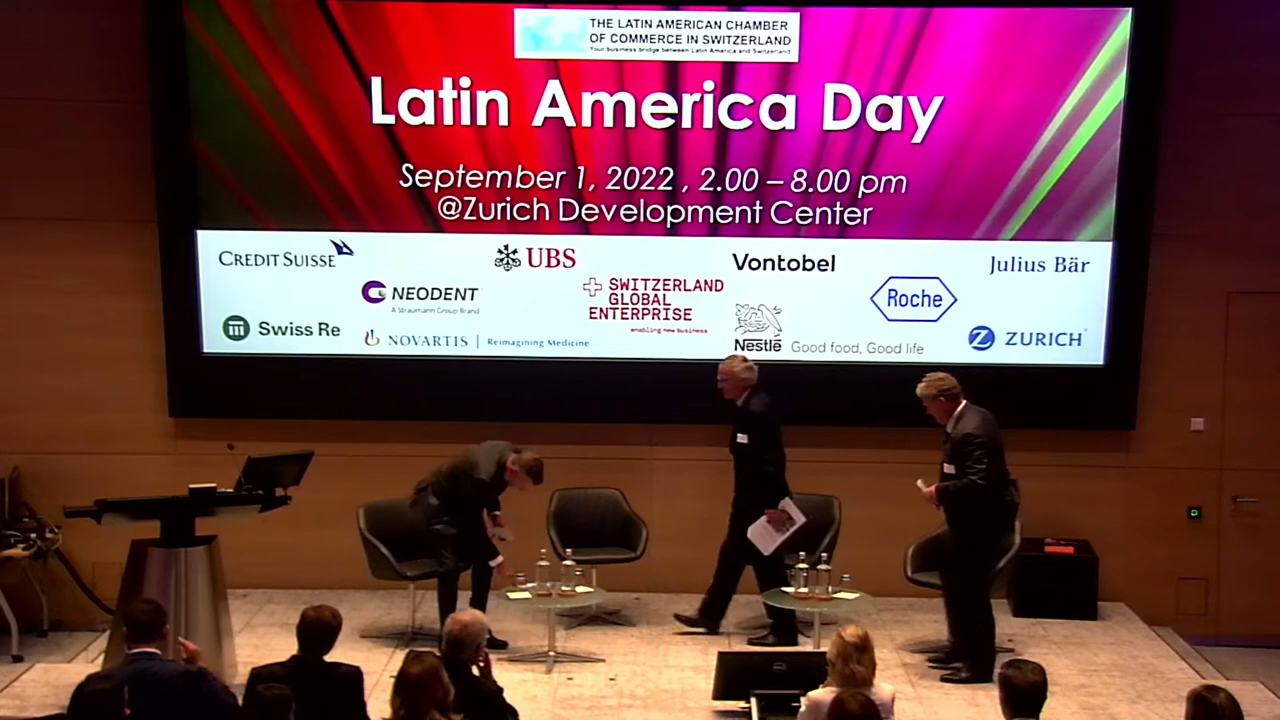 THE LATIN AMERICAN CHAMBER
OF COMMERCE IN SWITZERLAND
Your business bridge between Latin America and Switzerland
Latin America Day
September 1, 2022 , 2.00 – 8.00 pm
@Zurich Development Center
CREDIT SUISSE
UBS
Vontobel
Julius Bär
NEODENT
A Straumann Group Brand
SWITZERLAND
GLOBAL
ENTERPRISE
enabling new business
Roche
Swiss Re
NOVARTIS | Reimagining Medicine
Nestlé Good food, Good life
Z ZURICH
DELL